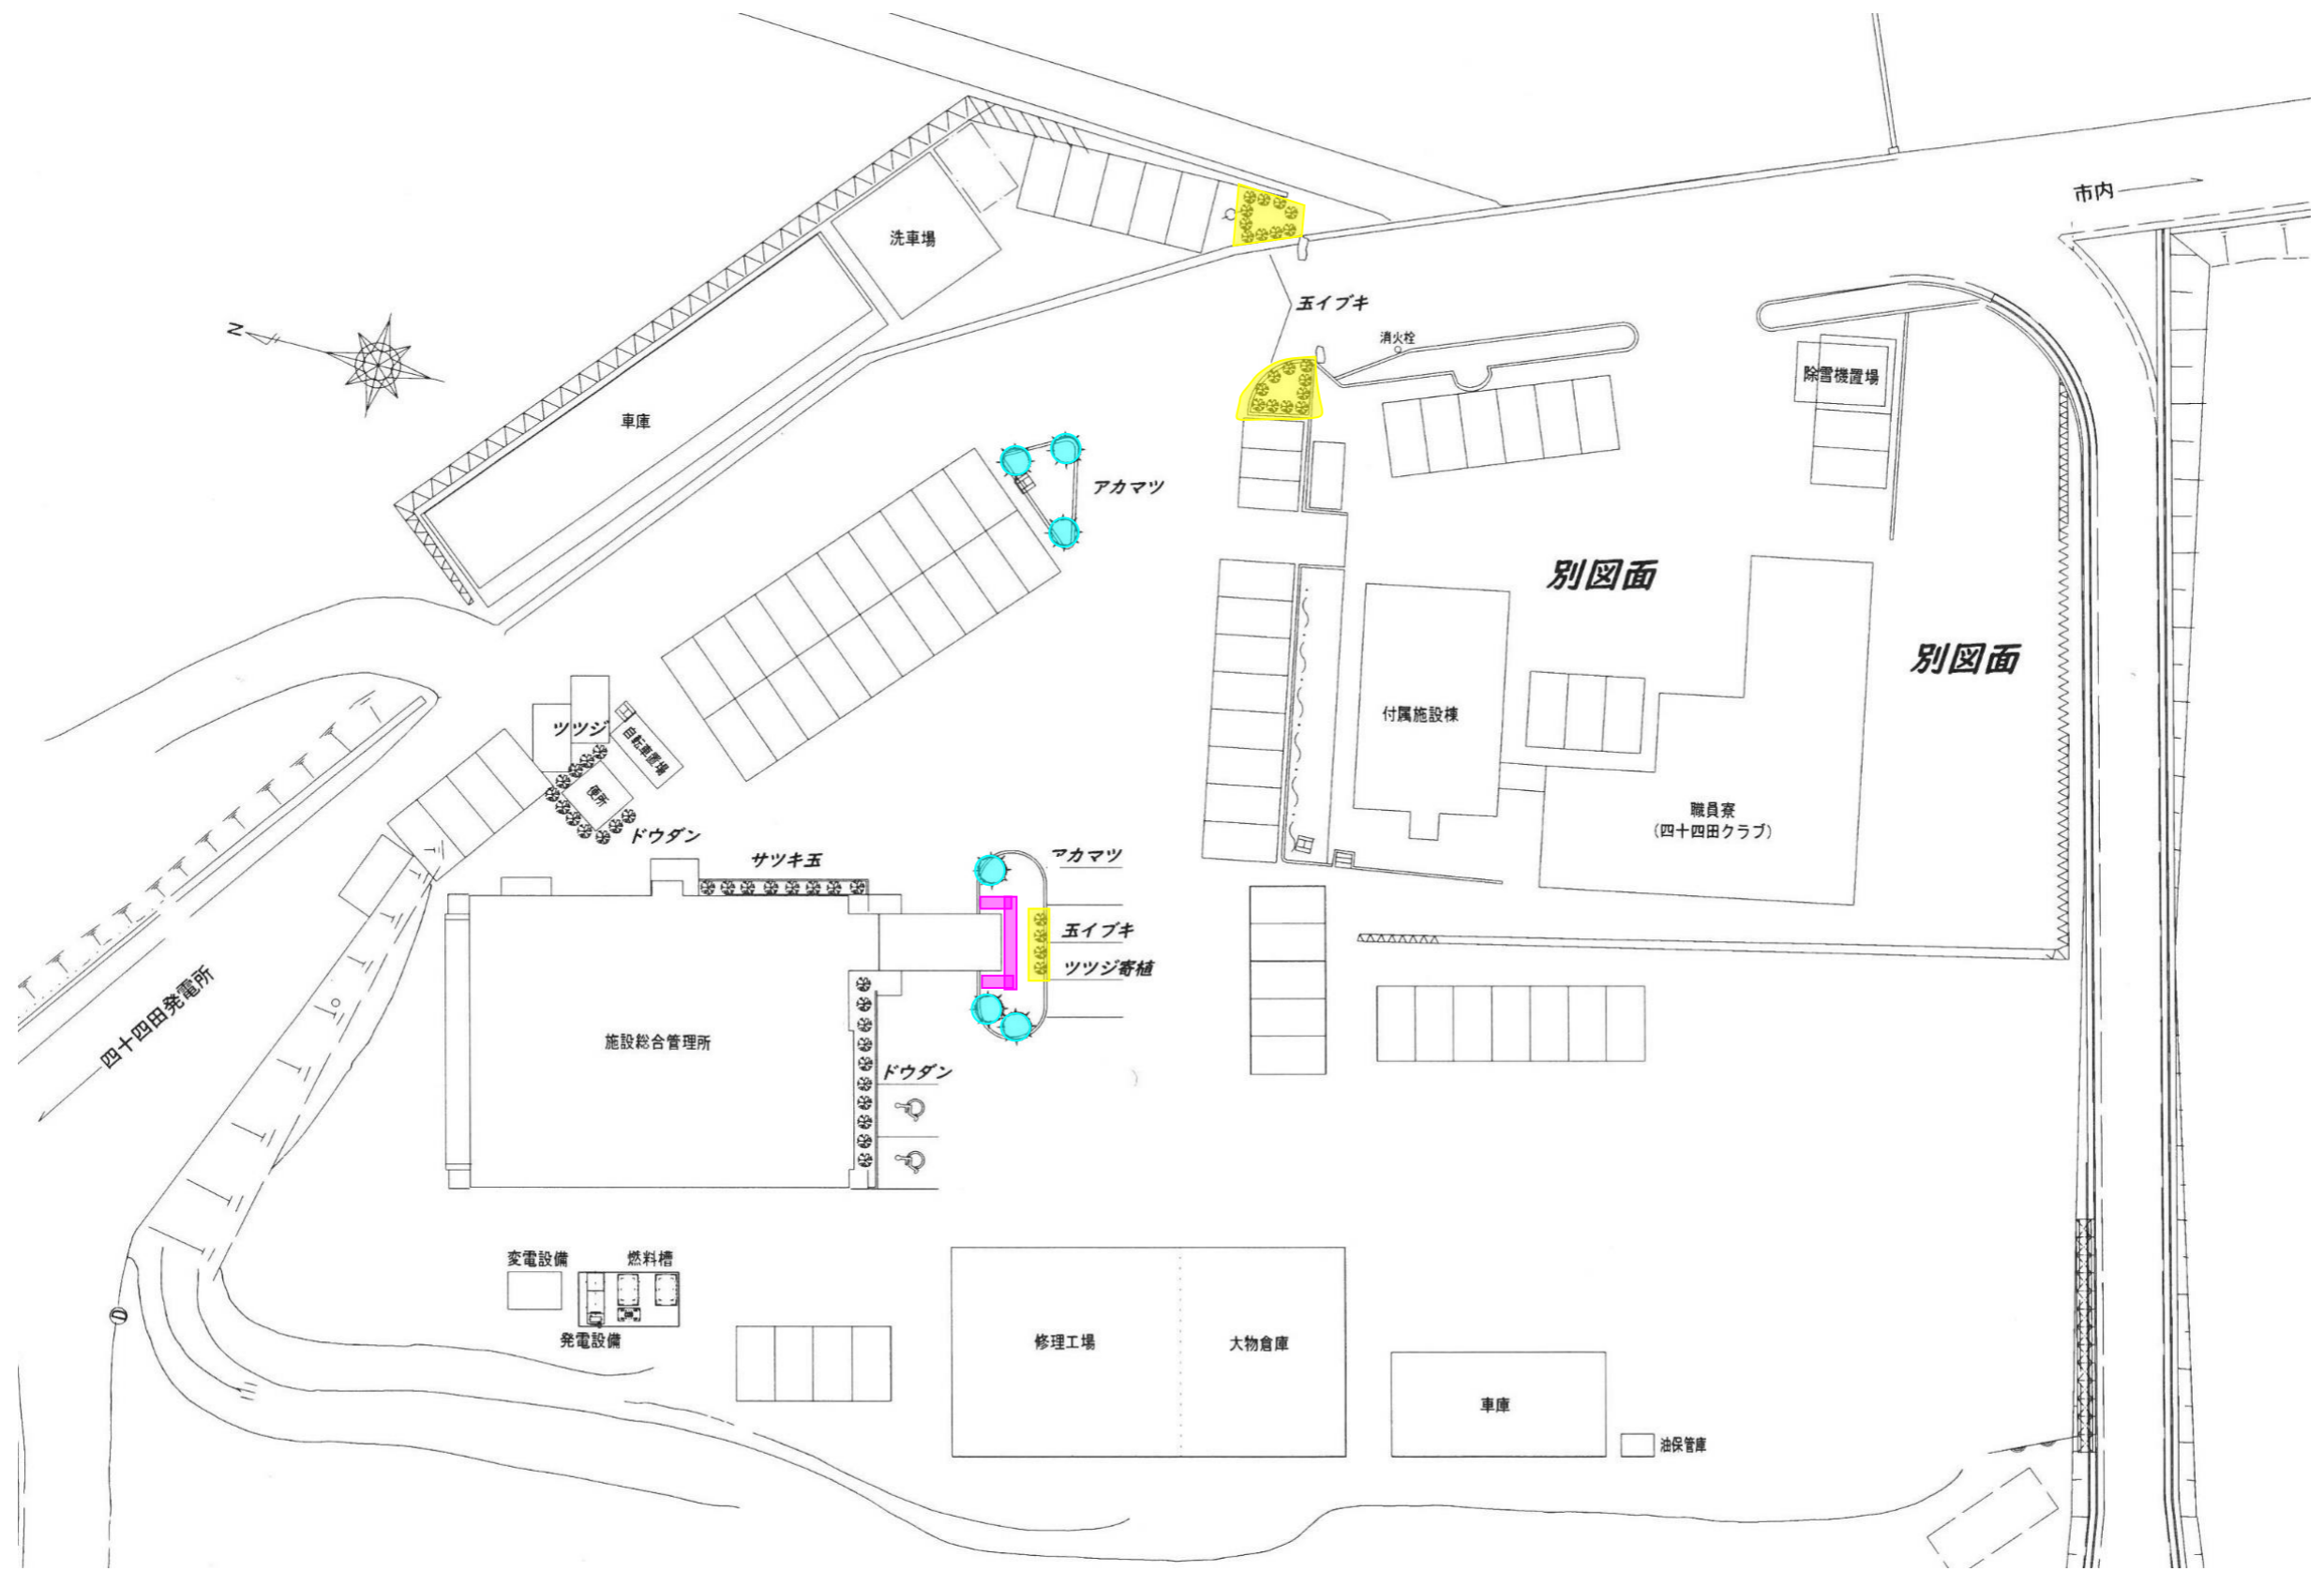 市内
洗車場
玉イブキ
N
消火栓
除雪機置場
車庫
アカマツ
別図面
別図面
ツツジ
自転車置場
付属施設棟
便所
職員寮
(四十四田クラブ)
ドウダン
サツキ玉
アカマツ
玉イブキ
ツツジ寄植
四十四田発電所
施設総合管理所
ドウダン
変電設備
燃料槽
発電設備
修理工場
大物倉庫
車庫
油保管庫